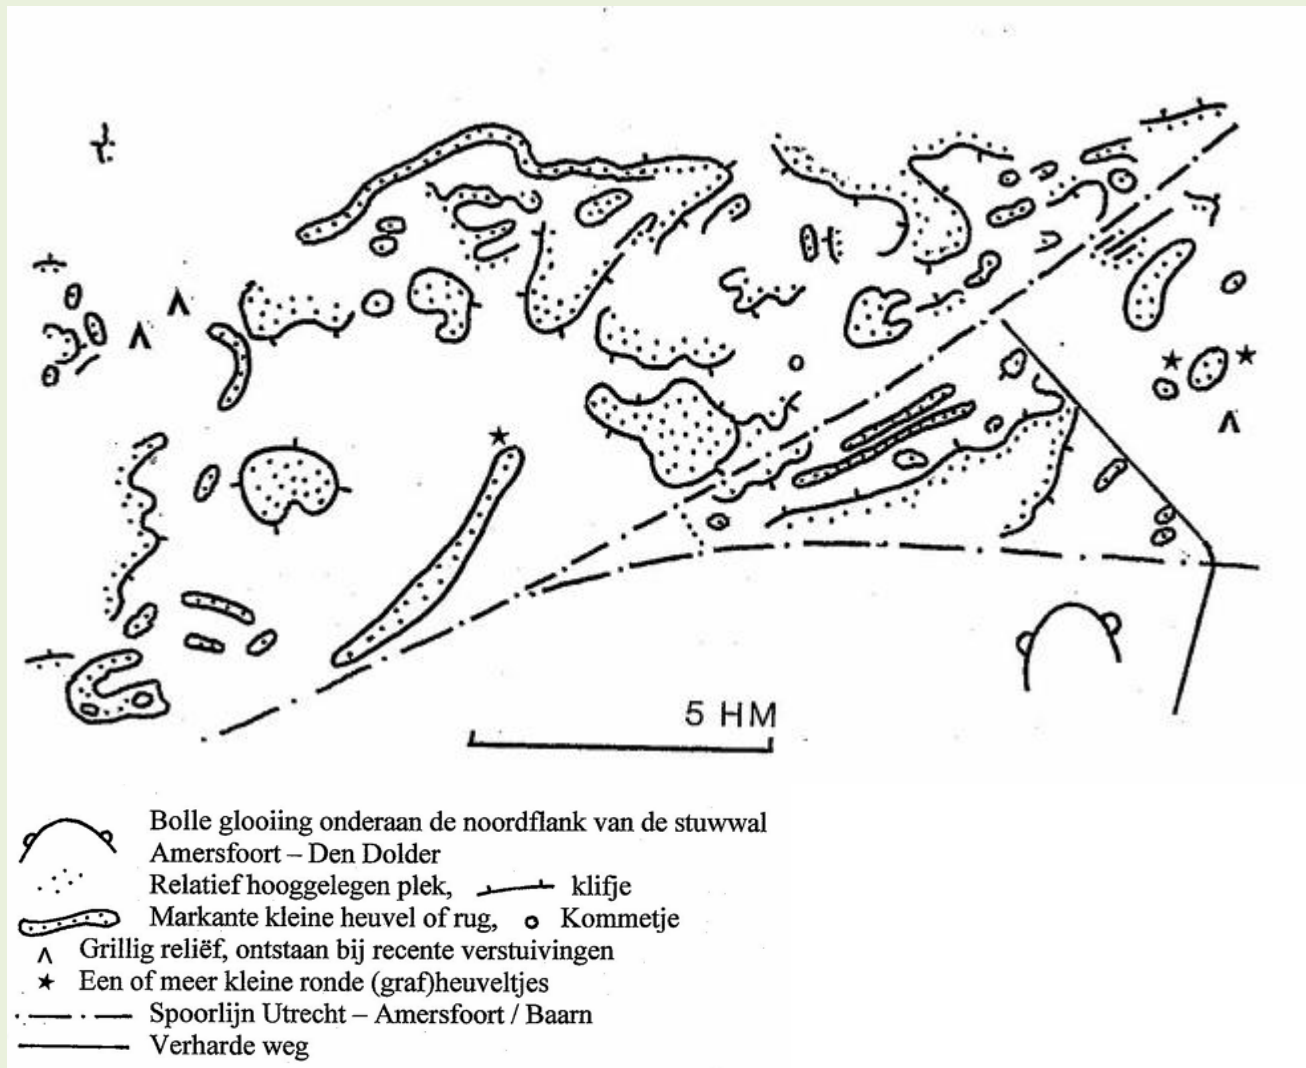 5 HM
Bolle glooiing onderaan de noordflank van de stuwwal
Amersfoort – Den Dolder
Relatief hooggelegen plek, klifje
Markante kleine heuvel of rug, Kommetje
Grillig reliëf, ontstaan bij recente verstuivingen
Een of meer kleine ronde (graf)heuveltjes
Spoorlijn Utrecht – Amersfoort / Baarn
Verharde weg